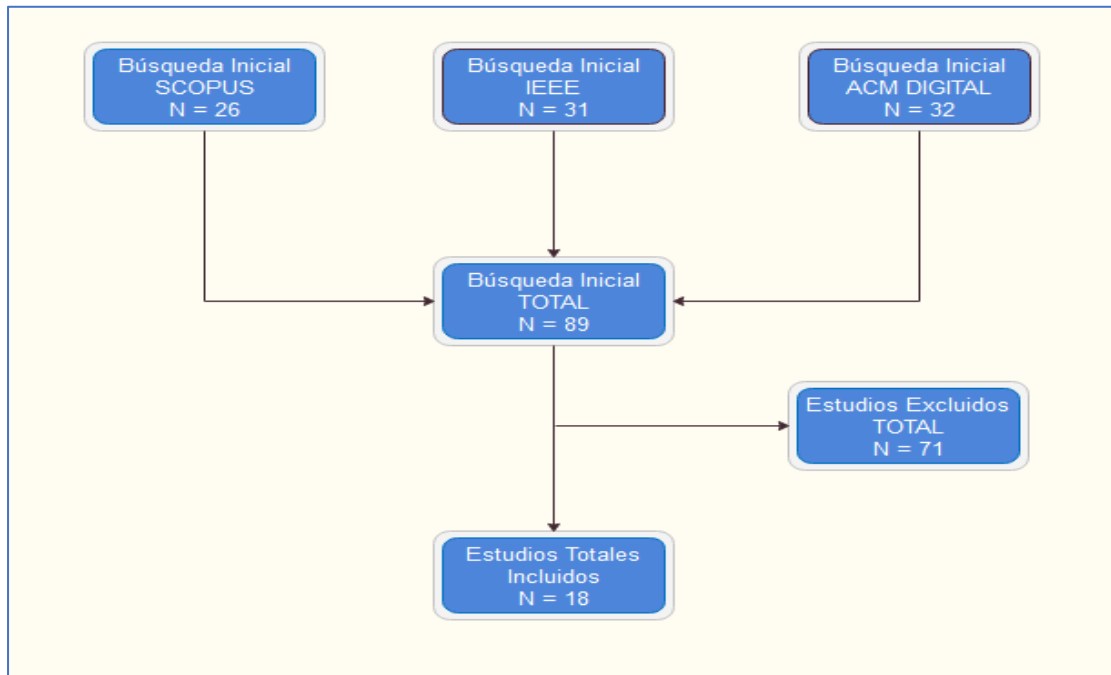 Búsqueda Inicial
SCOPUS
N = 26
Búsqueda Inicial
IEEE
N = 31
Búsqueda Inicial
ACM DIGITAL
N = 32
Búsqueda Inicial
TOTAL
N = 89
Estudios Excluidos
TOTAL
N = 71
Estudios Totales
Incluidos
N = 18